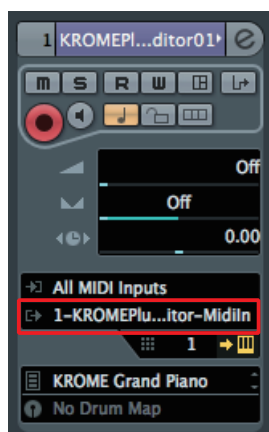 1 KROMEPl...ditor01 e
m S R W
Off
Off
0.00
All MIDI Inputs
1-KROMEPlu...itor-MidiIn
1
KROME Grand Piano
No Drum Map